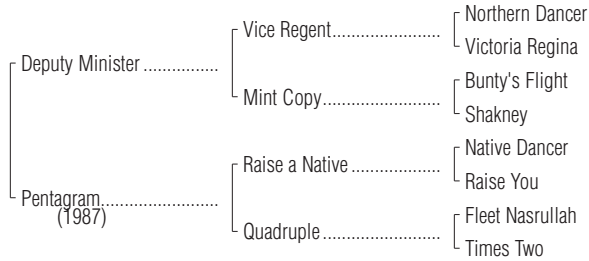 Northern Dancer
Vice Regent....................
Victoria Regina
Deputy Minister ..............
Bunty's Flight
Mint Copy......................
Shakney
Native Dancer
Raise a Native .................
Raise You
Pentagram......................
(1987)
Fleet Nasrullah
Quadruple ......................
Times Two